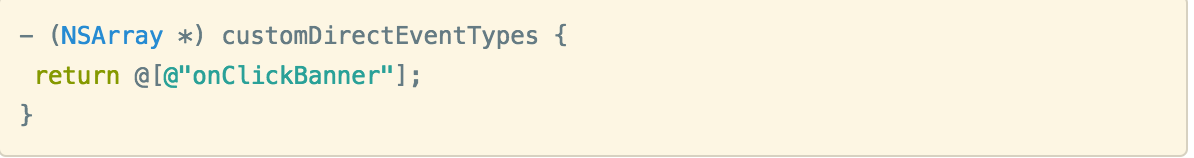 - (NSArray *) customDirectEventTypes {
 return @[@"onClickBanner"];
}